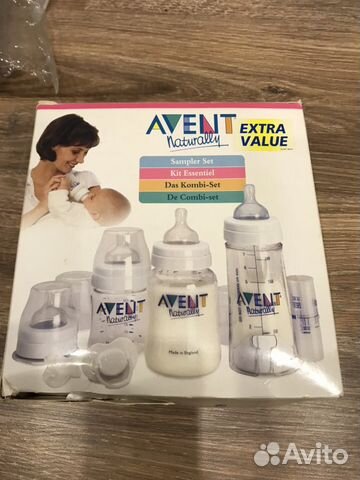 AVENT
Naturally
EXTRA
VALUE
Sampler Set
Kit Essentiel
Das Kombi-Set
De Combi-set
AVENT
Naturally
AVENT
Naturally
Made in England
Avito